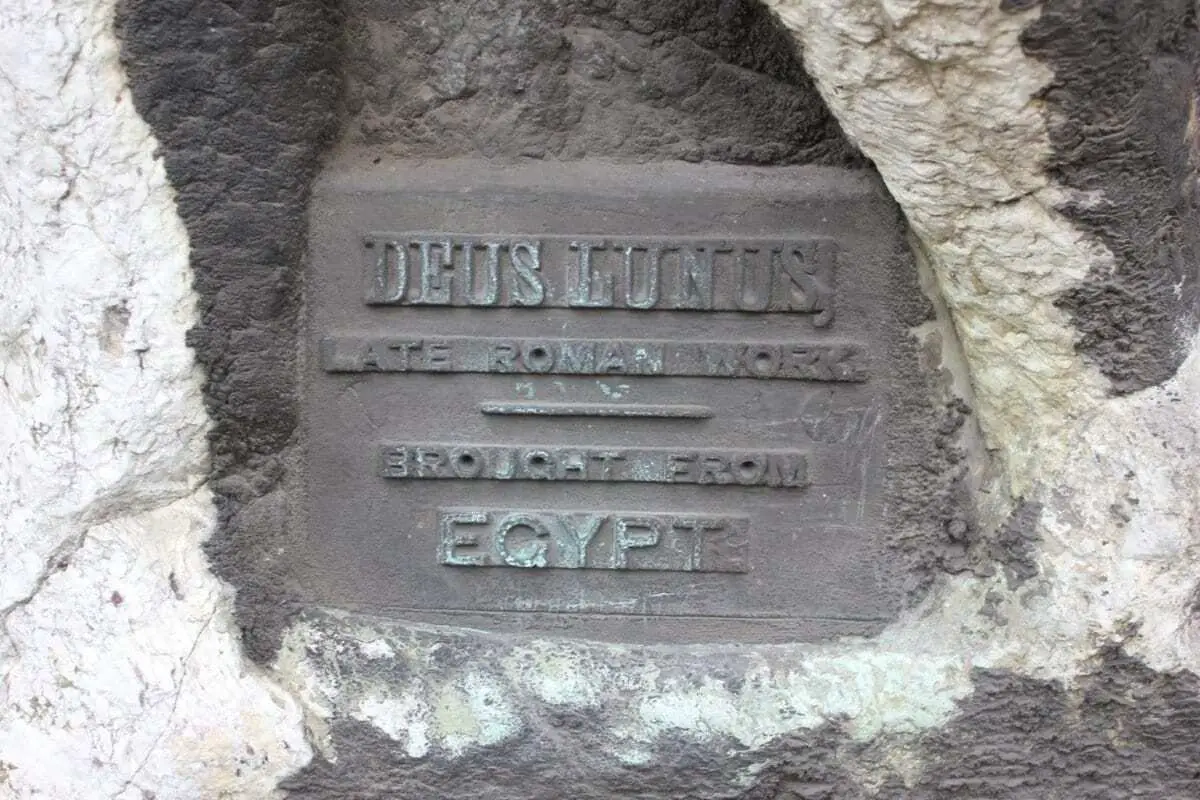 DEUS LUNUS,
LATE ROMAN WORK
BROUGHT FROM
EGYPT